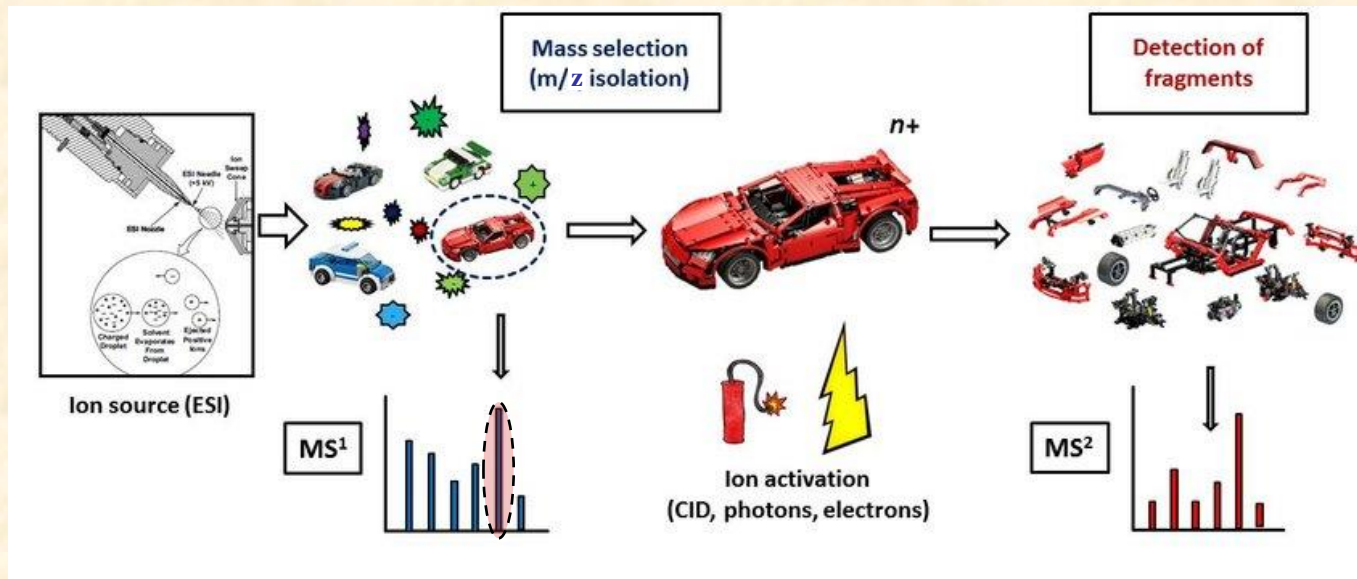 Mass selection
(m/z isolation)
Detection of
fragments
n+
Ion
Sweep
Cone
ESI Needle
(+5 kV)
ESI Nozzle
Charged
Droplet
Solvent
Evaporates
From
Droplet
Ejected
Positive
Ions
Ion source (ESI)
MS¹
Ion activation
(CID, photons, electrons)
MS²